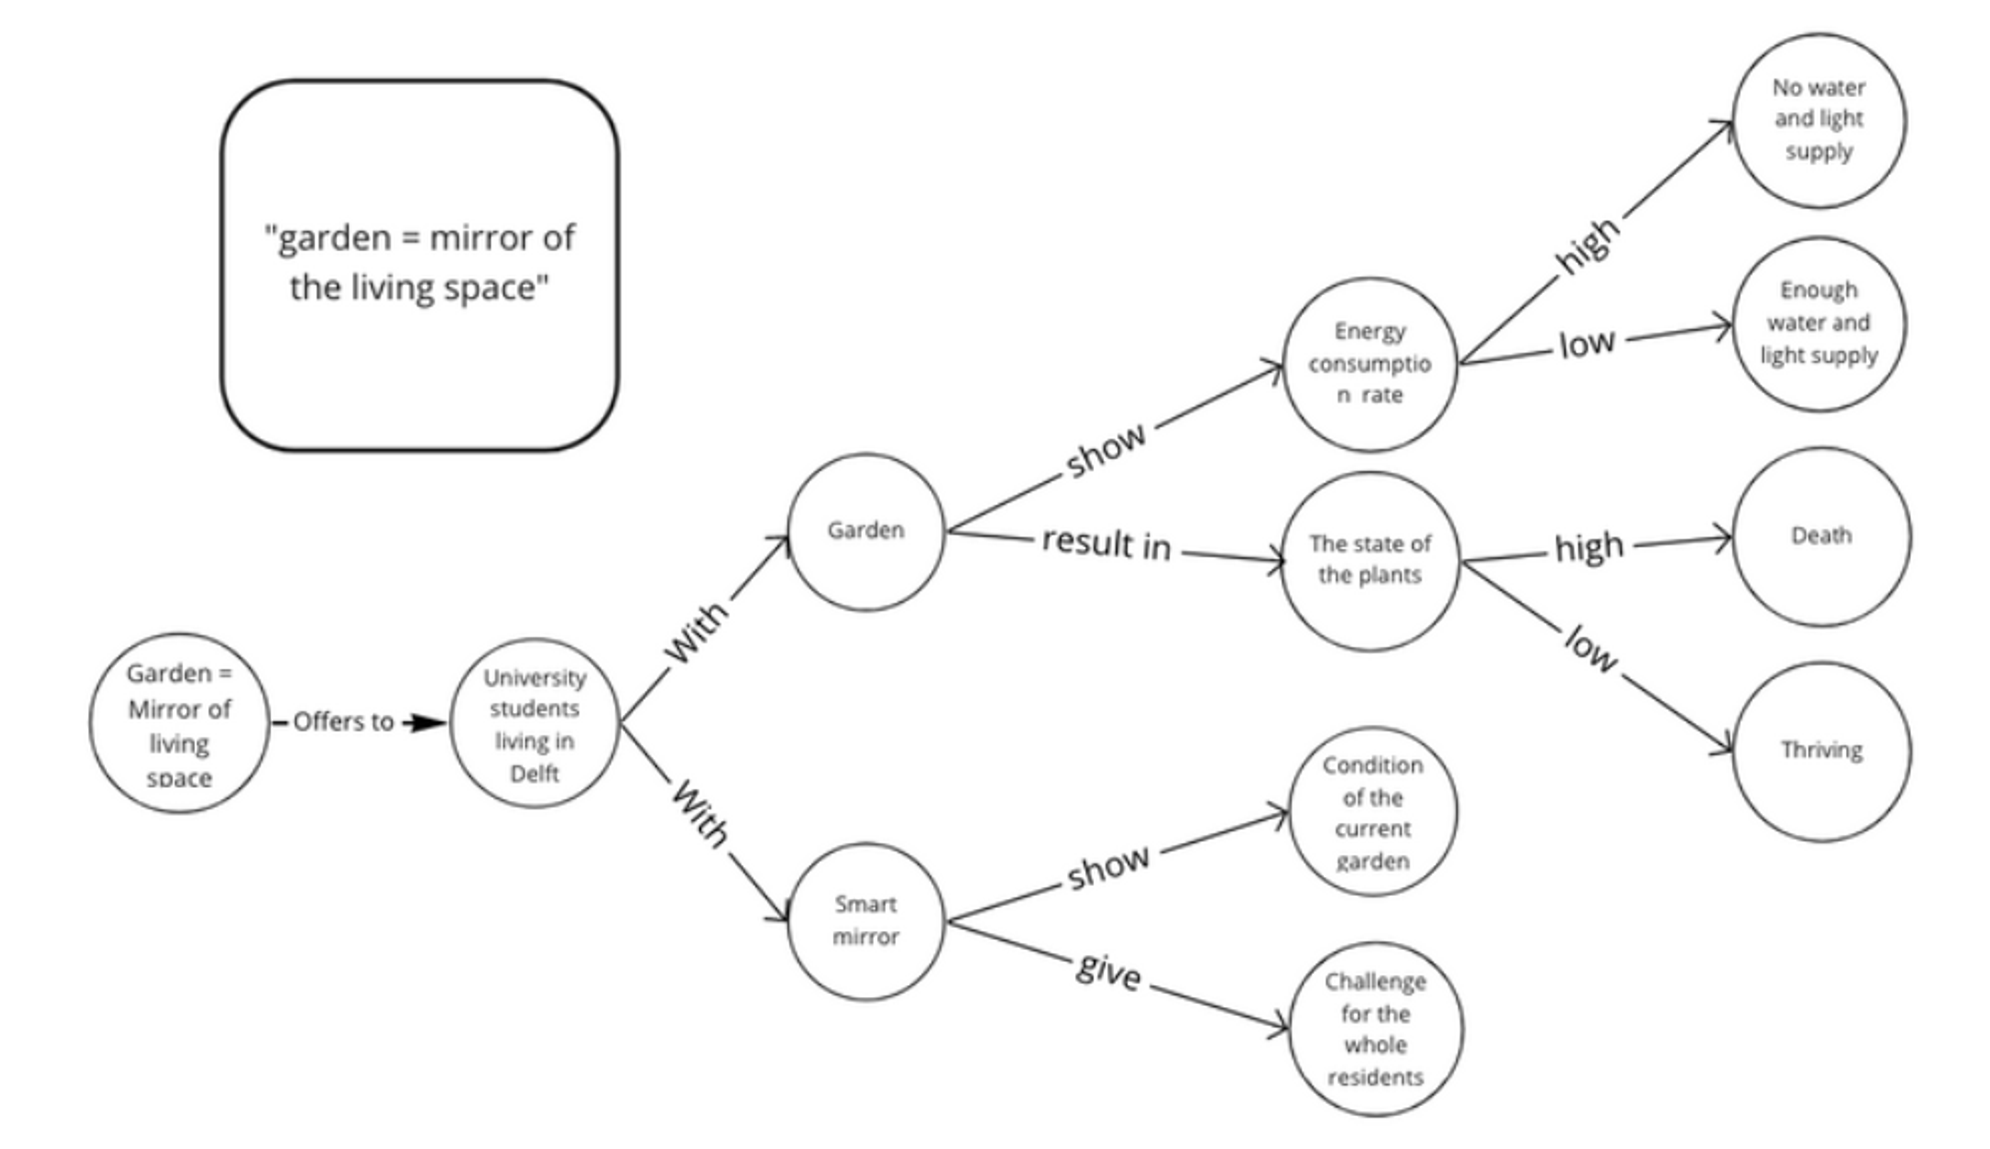 "garden = mirror of
the living space"
Garden =
Mirror of
living
space
Offers to
University
students
living in
Delft
With
With
Garden
Smart
mirror
show
result in
show
give
Energy
consumptio
n rate
The state of
the plants
Condition
of the
current
garden
Challenge
for the
whole
residents
high
low
high
low
No water
and light
supply
Enough
water and
light supply
Death
Thriving